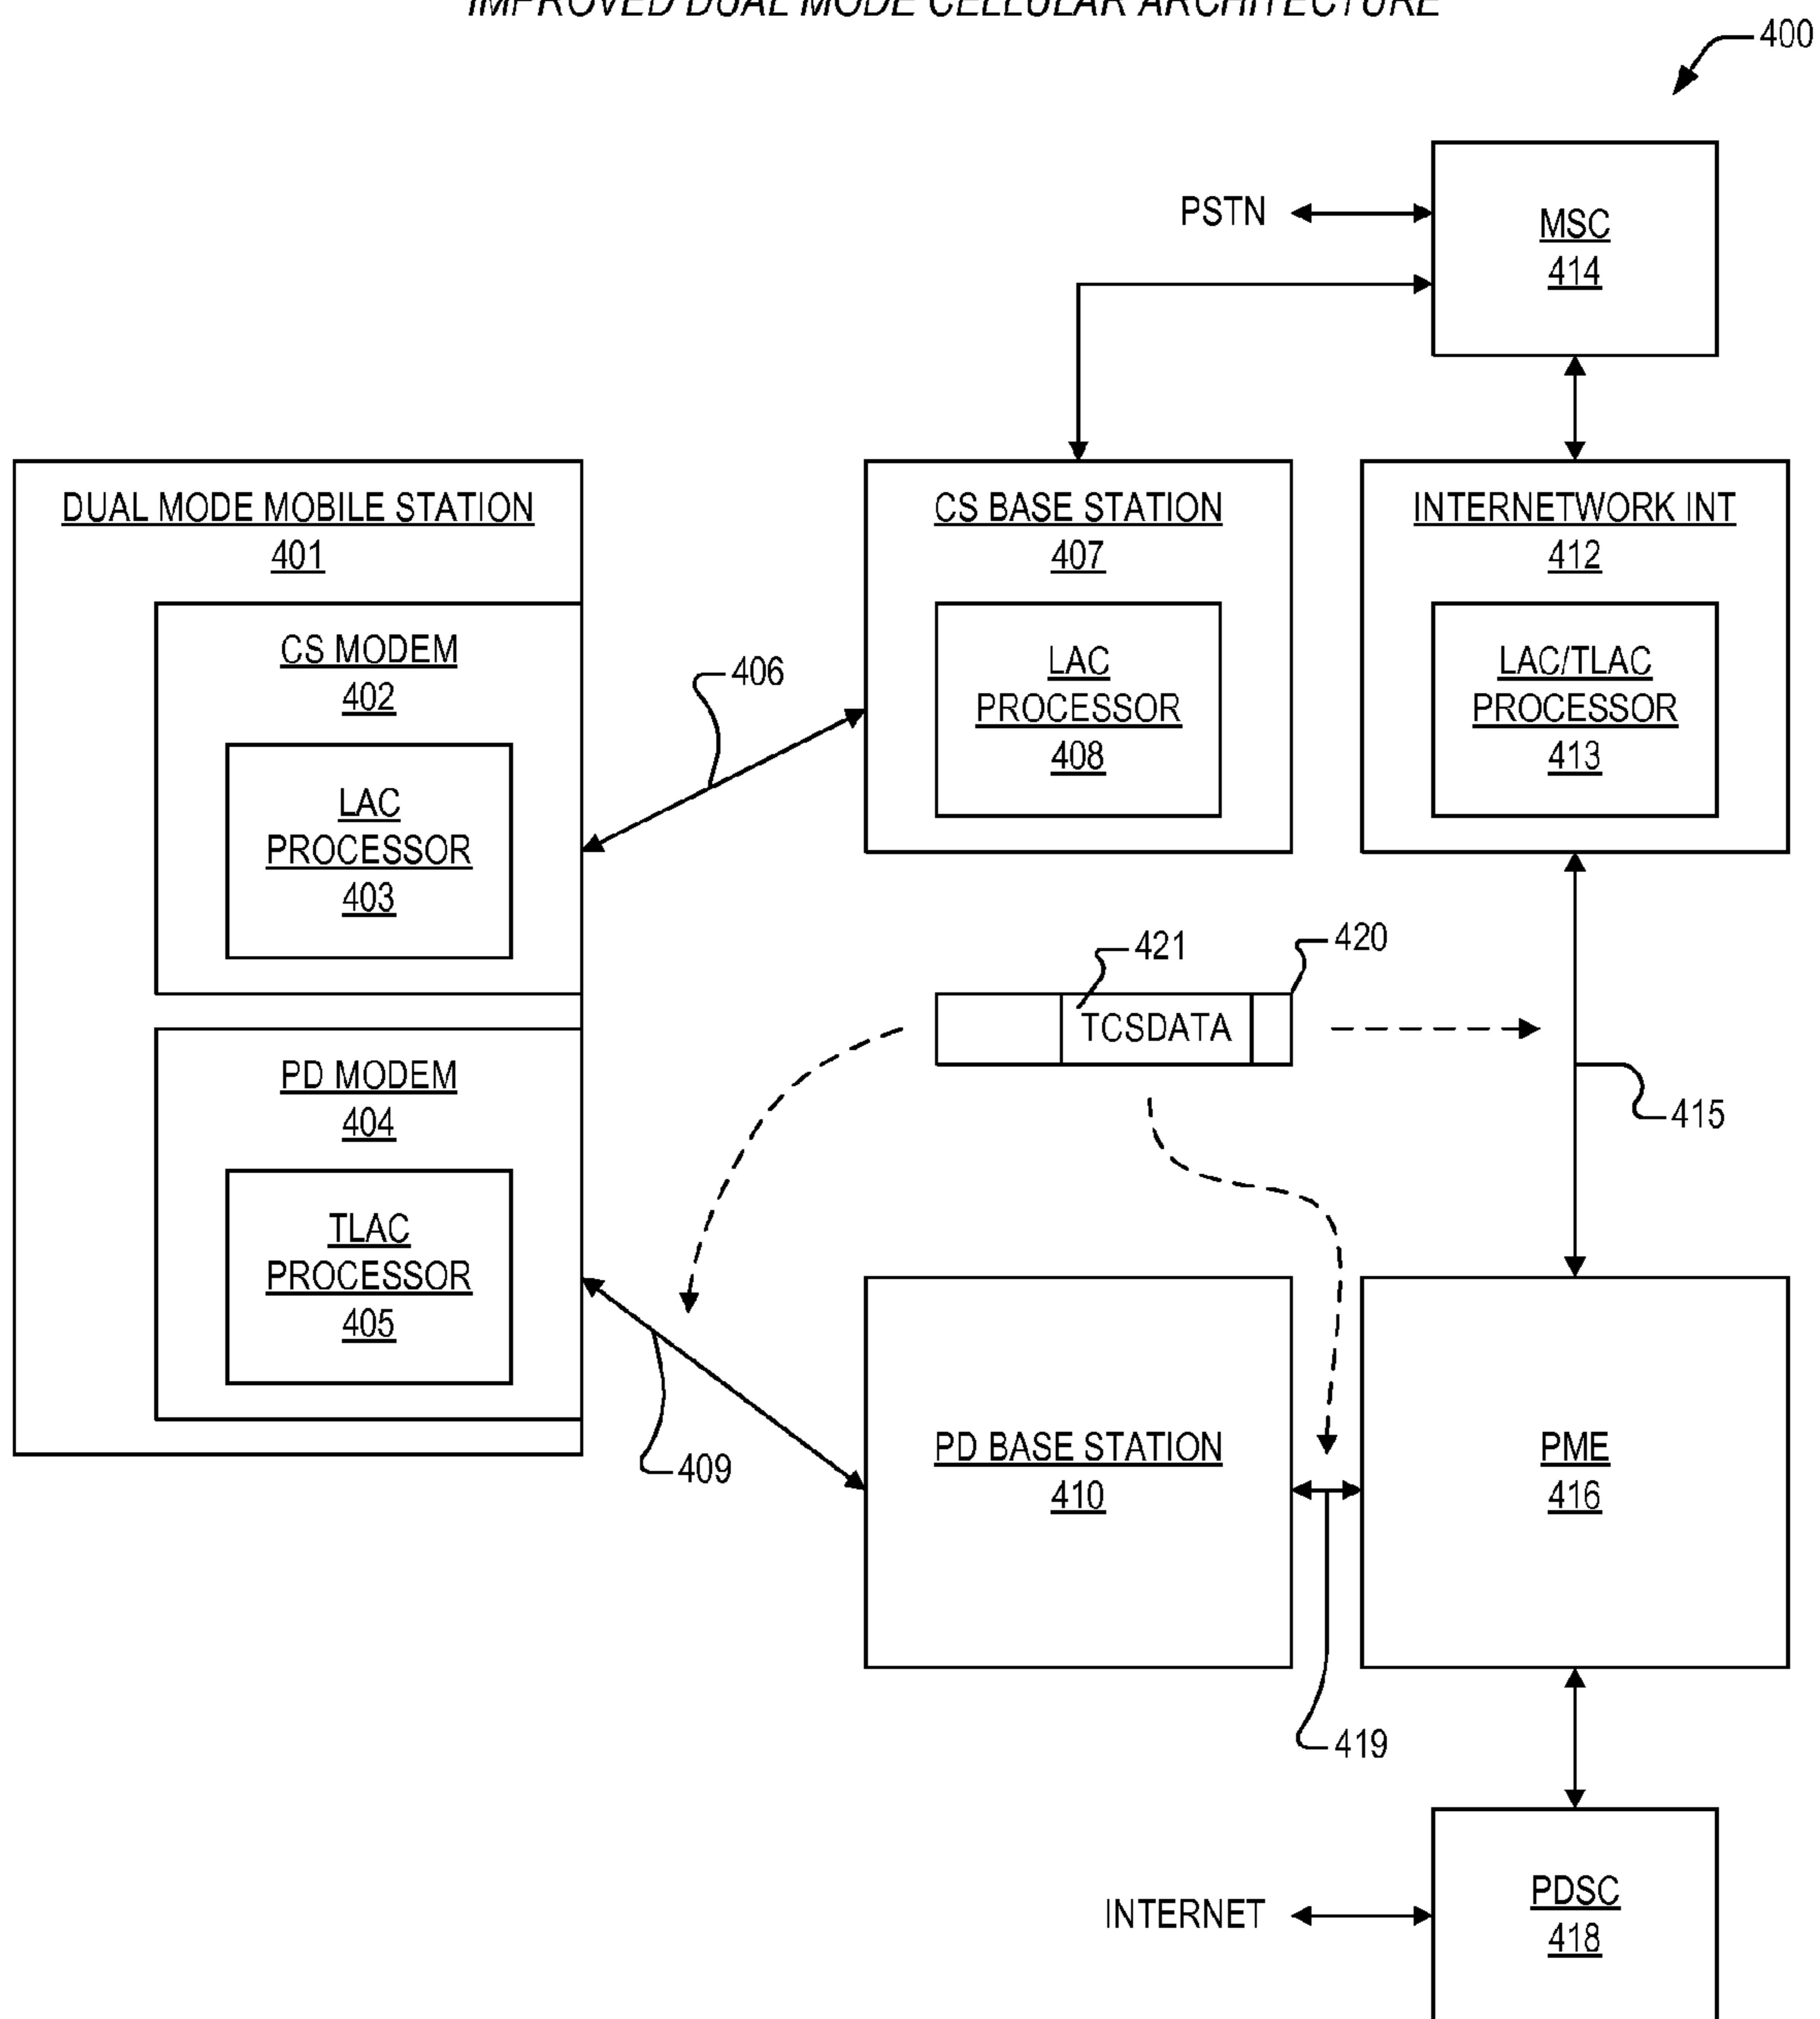 IMPROVED DUAL MODE CELLULAR ARCHITECTURE
400
PSTN
MSC
414
DUAL MODE MOBILE STATION
401
CS MODEM
402
LAC
PROCESSOR
403
406
CS BASE STATION
407
LAC
PROCESSOR
408
INTERNETWORK INT
412
LAC/TLAC
PROCESSOR
413
421
420
TCSDATA
415
PD MODEM
404
TLAC
PROCESSOR
405
409
PD BASE STATION
410
PME
416
419
INTERNET
PDSC
418